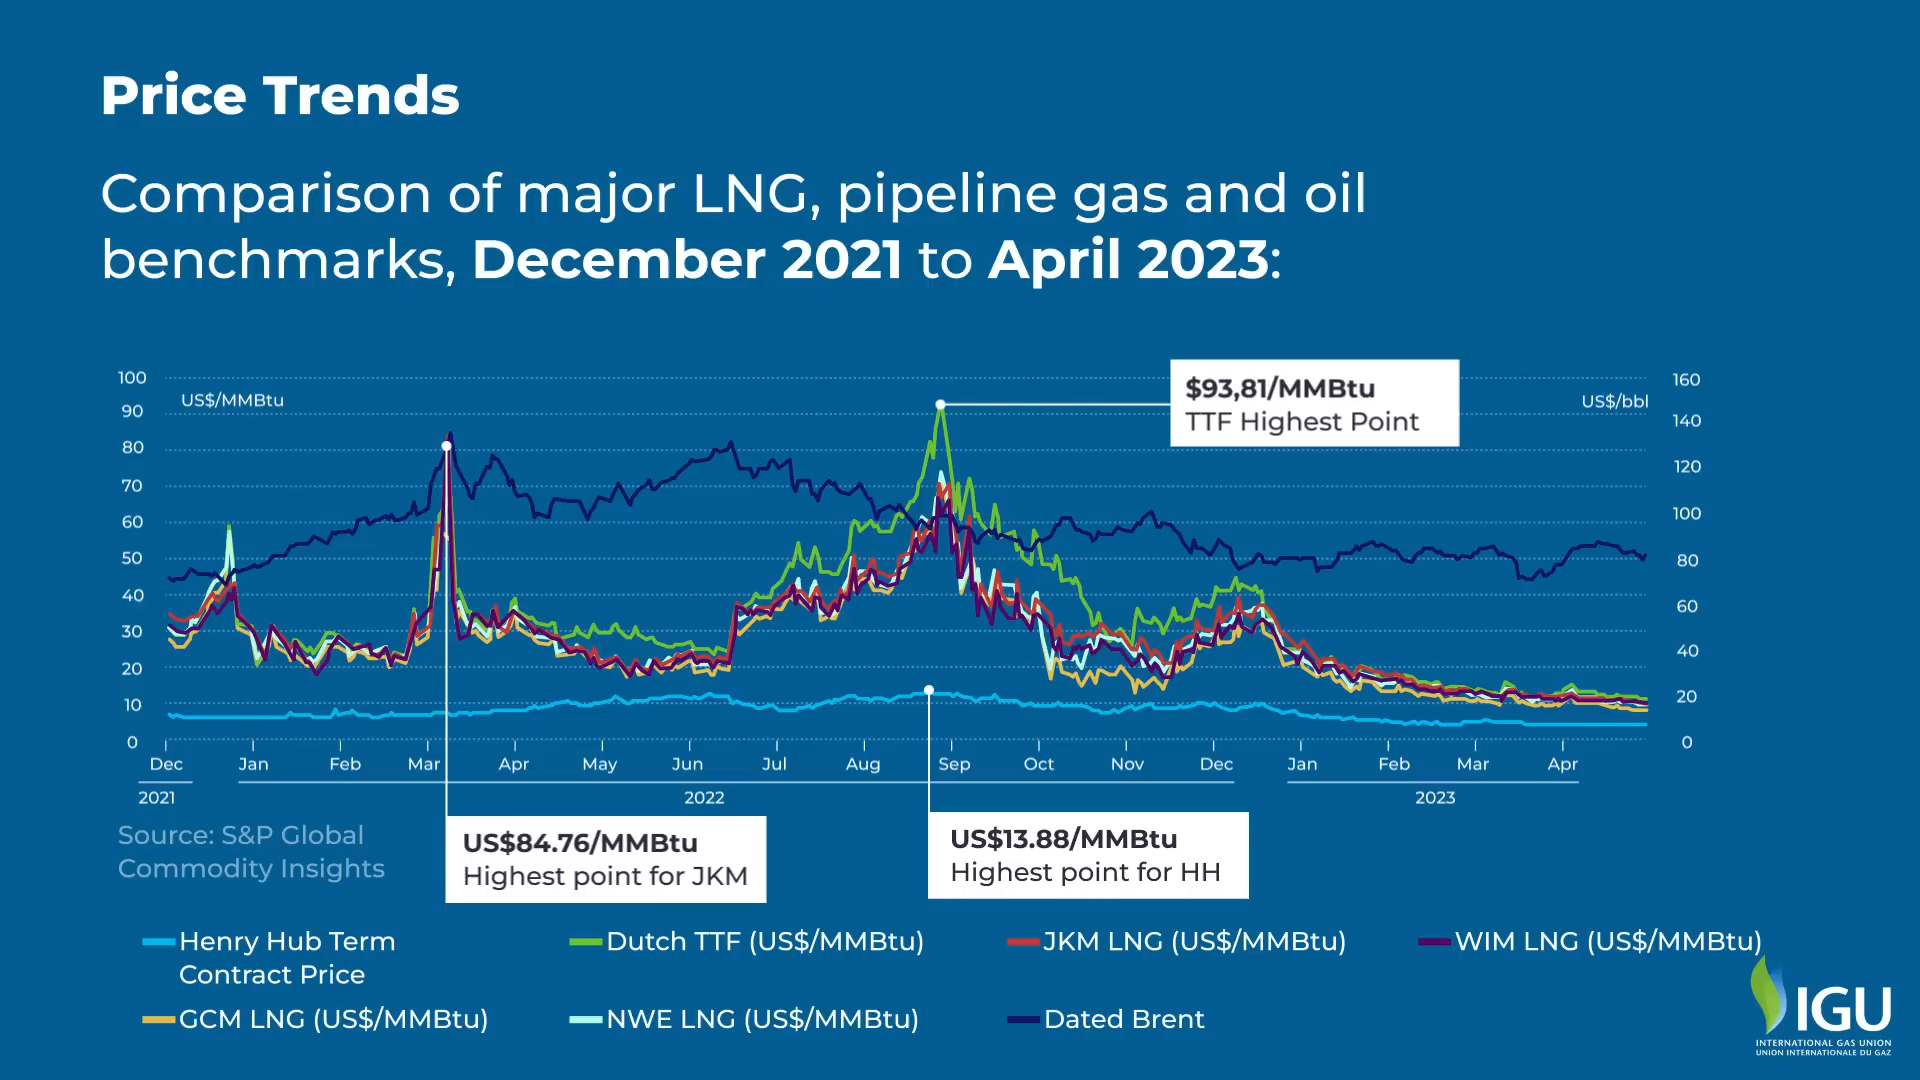 Price Trends
Comparison of major LNG, pipeline gas and oil
benchmarks, December 2021 to April 2023:
100
90
80
70
60
50
40
30
20
10
0
US$/MMBtu
$93,81/MMBtu
TTF Highest Point
US$/bbl
160
140
120
100
80
60
40
20
0
Dec Jan Feb Mar Apr May Jun Jul Aug Sep Oct Nov Dec Jan Feb Mar Apr
2021 2022 2023
Source: S&P Global
Commodity Insights
US$84.76/MMBtu
Highest point for JKM
US$13.88/MMBtu
Highest point for HH
Henry Hub Term
Contract Price
Dutch TTF (US$/MMBtu)
JKM LNG (US$/MMBtu)
WIM LNG (US$/MMBtu)
GCM LNG (US$/MMBtu)
NWE LNG (US$/MMBtu)
Dated Brent
IGU
INTERNATIONAL GAS UNION
UNION INTERNATIONALE DU GAZ